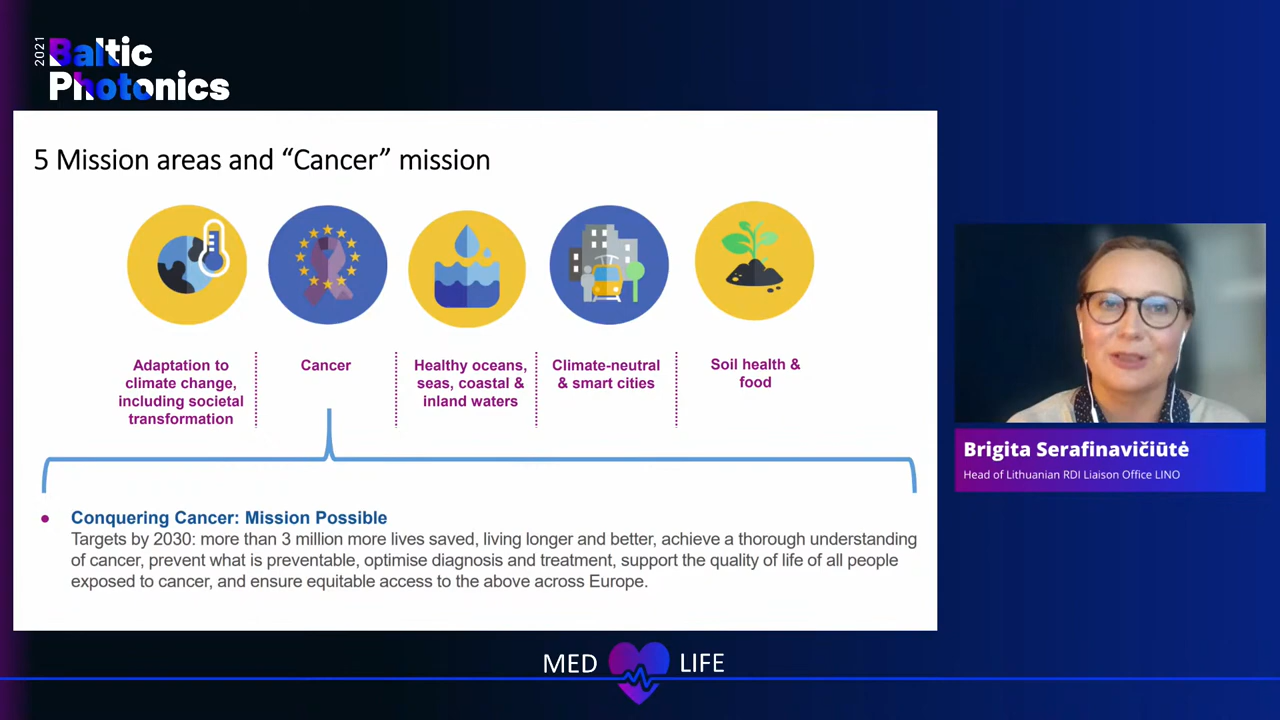 2021
Baltic
Photonics
5 Mission areas and “Cancer” mission
Adaptation to
climate change,
including societal
transformation
Cancer
Healthy oceans,
seas, coastal &
inland waters
Climate-neutral
& smart cities
Soil health &
food
• Conquering Cancer: Mission Possible
Targets by 2030: more than 3 million more lives saved, living longer and better, achieve a thorough understanding
of cancer, prevent what is preventable, optimise diagnosis and treatment, support the quality of life of all people
exposed to cancer, and ensure equitable access to the above across Europe.
Brigita Serafinavičiūtė
Head of Lithuanian RDI Liaison Office LINO
MED LIFE